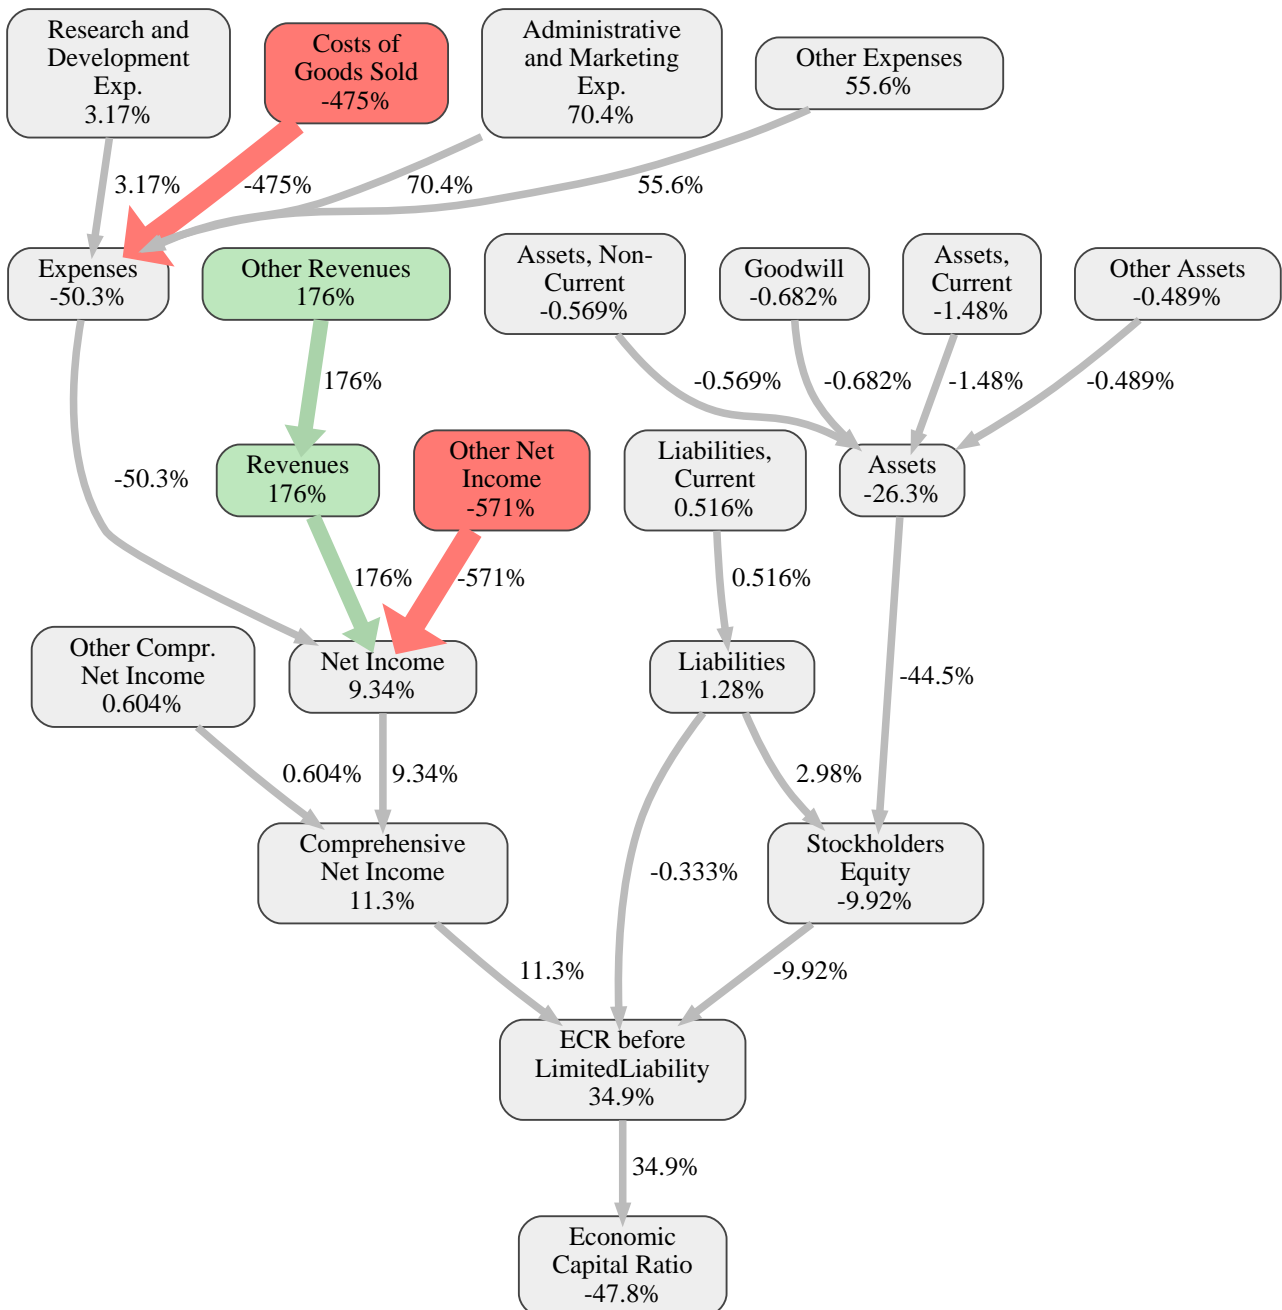 Research and
Development
Exp.
3.17%
Costs of
Goods Sold
-475%
Administrative
and Marketing
Exp.
70.4%
Other Expenses
55.6%
3.17%
-475%
70.4%
55.6%
Expenses
-50.3%
Other Revenues
176%
Assets, Non-
Current
-0.569%
Goodwill
-0.682%
Assets,
Current
-1.48%
Other Assets
-0.489%
176%
-0.569%
-0.682%
-1.48%
-0.489%
-50.3%
Revenues
176%
Other Net
Income
-571%
Liabilities,
Current
0.516%
Assets
-26.3%
176%
-571%
0.516%
Other Compr.
Net Income
0.604%
Net Income
9.34%
Liabilities
1.28%
-44.5%
0.604%
9.34%
2.98%
Comprehensive
Net Income
11.3%
-0.333%
Stockholders
Equity
-9.92%
11.3%
-9.92%
ECR before
LimitedLiability
34.9%
34.9%
Economic
Capital Ratio
-47.8%